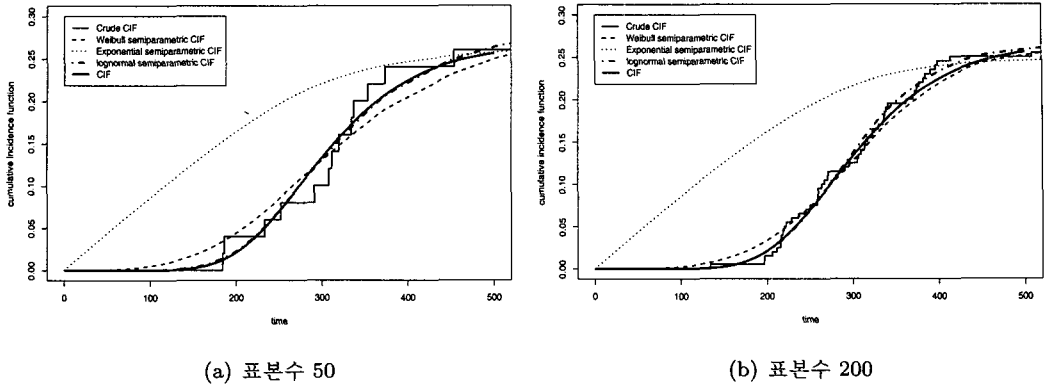 Crude CIF
Weibull semiparametric CIF
Exponential semiparametric CIF
lognormal semiparametric CIF
CIF
cumulative incidence function
0.30
0.25
0.20
0.15
0.10
0.05
0.00
0
100
200
300
400
500
time
(a) 표본수 50
Crude CIF
Weibull semiparametric CIF
Exponential semiparametric CIF
lognormal semiparametric CIF
CIF
cumulative incidence function
0.30
0.25
0.20
0.15
0.10
0.05
0.00
0
100
200
300
400
500
time
(b) 표본수 200